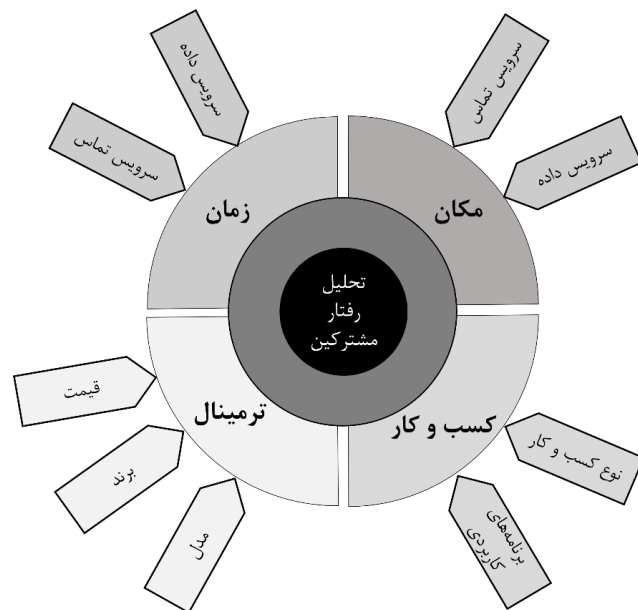 سرویس تماس
سرویس داده
مکان
سرویس داده
سرویس تماس
زمان
تحلیل
رفتار
مشترکین
کسب و کار
نوع کسب و کار
برنامه‌های
کاربردی
ترمینال
قیمت
برند
مدل